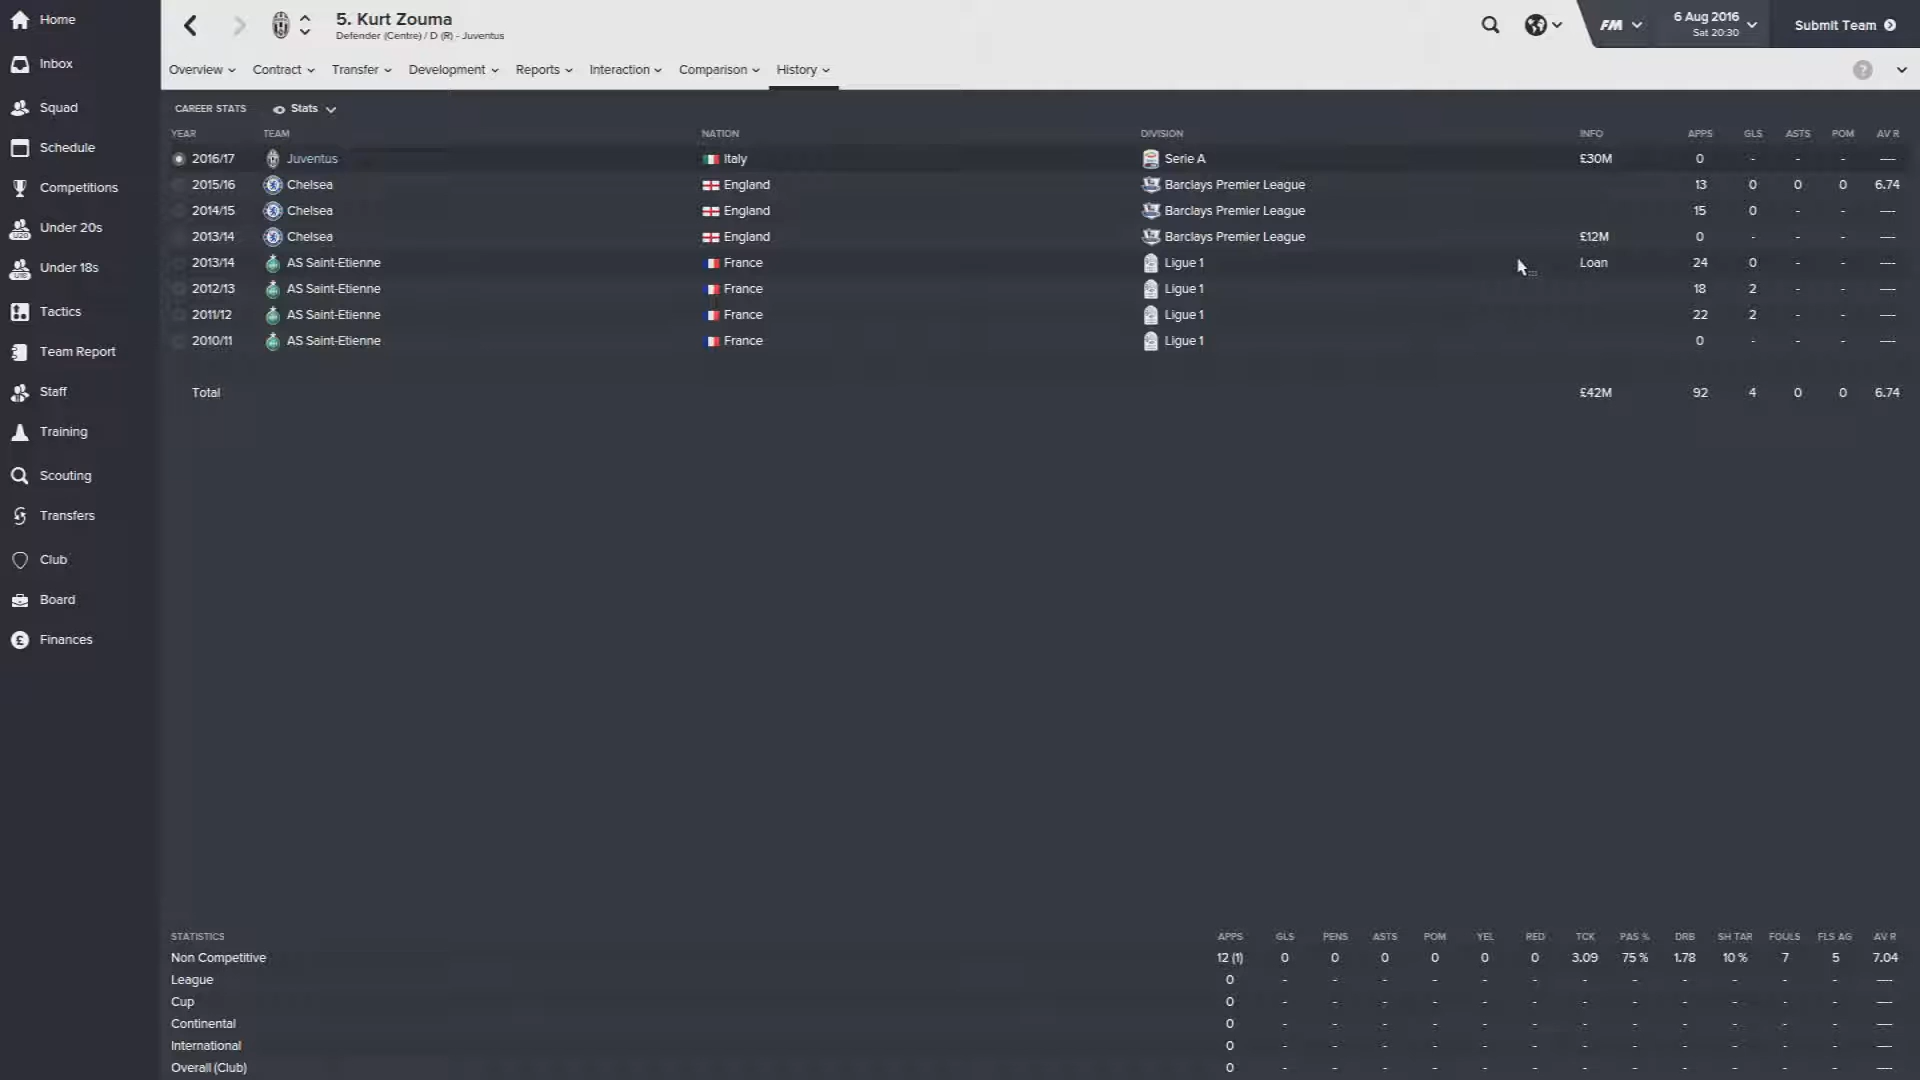 Home
Inbox
Squad
Schedule
Competitions
Under 20s
Under 18s
Tactics
Team Report
Staff
Training
Scouting
Transfers
Club
Board
Finances
5. Kurt Zouma
Defender (Centre) / D (R) - Juventus
FM
6 Aug 2016
Sat 20:30
Submit Team
Overview Contract Transfer Development Reports Interaction Comparison History
?
CAREER STATS Stats
YEAR TEAM NATION DIVISION INFO APPS GLS ASTS POM AV R
2016/17 Juventus Italy Serie A £30M 0 - - - ---
2015/16 Chelsea England Barclays Premier League 13 0 0 0 6.74
2014/15 Chelsea England Barclays Premier League 15 0 - - ---
2013/14 Chelsea England Barclays Premier League £12M 0 - - - ---
2013/14 AS Saint-Etienne France Ligue 1 Loan 24 0 - - ---
2012/13 AS Saint-Etienne France Ligue 1 18 2 - - ---
2011/12 AS Saint-Etienne France Ligue 1 22 2 - - ---
2010/11 AS Saint-Etienne France Ligue 1 0 - - - ---
Total £42M 92 4 0 0 6.74
STATISTICS APPS GLS PENS ASTS POM YEL RED TCK PAS % DRB SH TAR FOULS FLS AG AV R
Non Competitive 12 (1) 0 0 0 0 0 0 3.09 75 % 1.78 10 % 7 5 7.04
League 0 - - - - - - - - - - - - ---
Cup 0 - - - - - - - - - - - - ---
Continental 0 - - - - - - - - - - - - ---
International 0 - - - - - - - - - - - - ---
Overall (Club) 0 - - - - - - - - - - - - ---